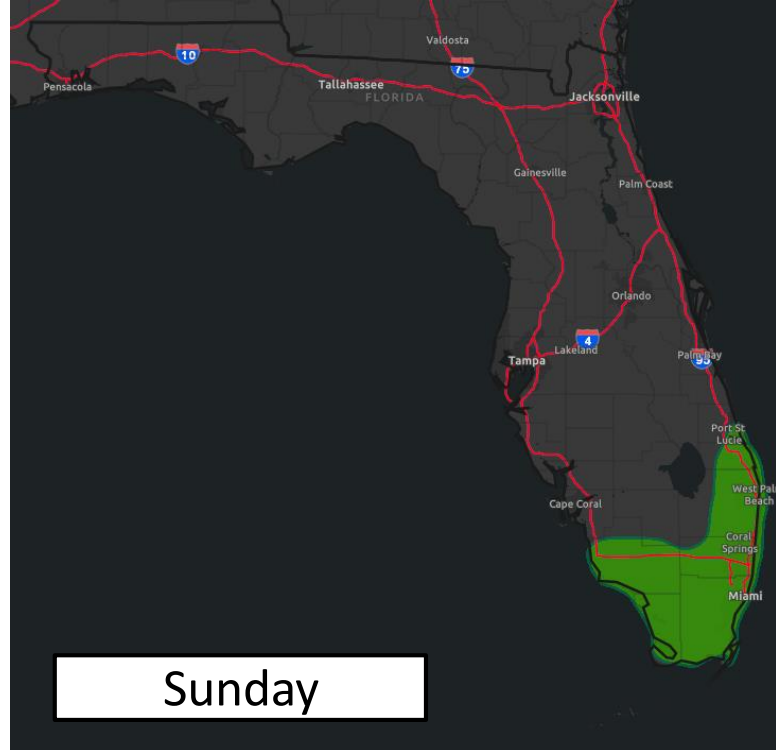 Valdosta
10
75
Pensacola
Tallahassee
FLORIDA
Jacksonville
Gainesville
Palm Coast
Orlando
4
Lakeland
Tampa
Palm Bay
95
Port St
Lucie
West Pal
Beach
Cape Coral
Coral
Springs
Miami
Sunday